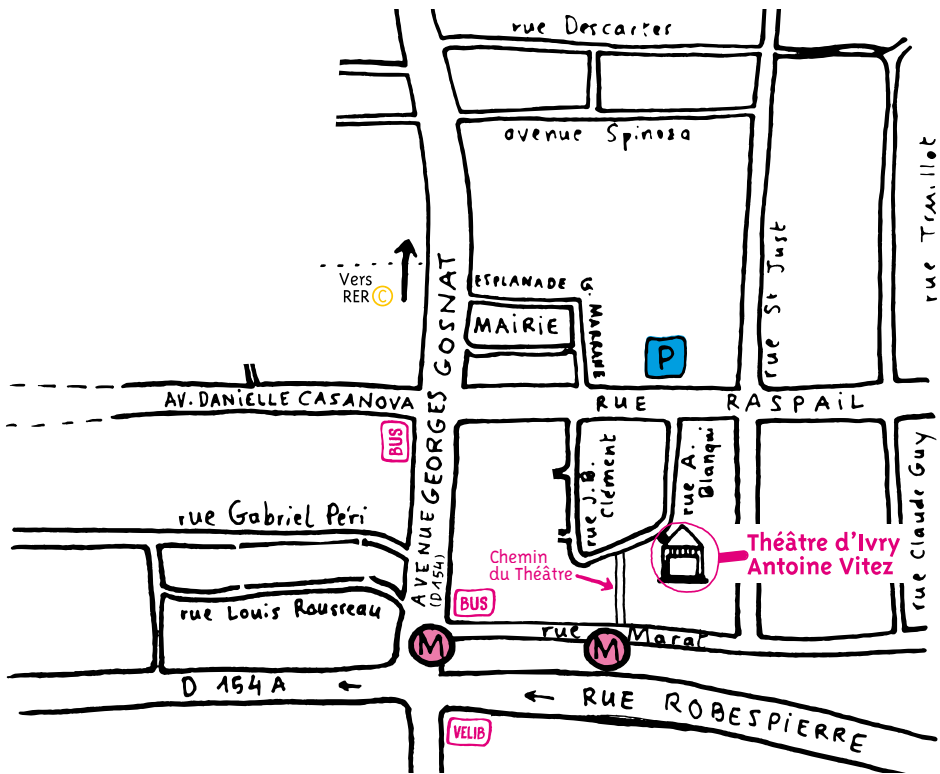 rue Descartes
avenue Spinoza
rue Truillot
rue St Just
Vers
RER C
AVENUE GEORGES GOSNAT
(D154)
ESPLANADE G.
MARRANE
MAiRiE
P
AV. DANiELLE CASANOVA
RUE RASPAiL
BUS
rue J.B.
Clément
rue A.
Blanqui
rue Claude Guy
rue Gabriel Péri
Chemin
du Théâtre
Théâtre d'Ivry
Antoine Vitez
rue Louis Rousseau
BUS
rue Marat
M
M
D 154A
RUE ROBESPiERRE
VELIB